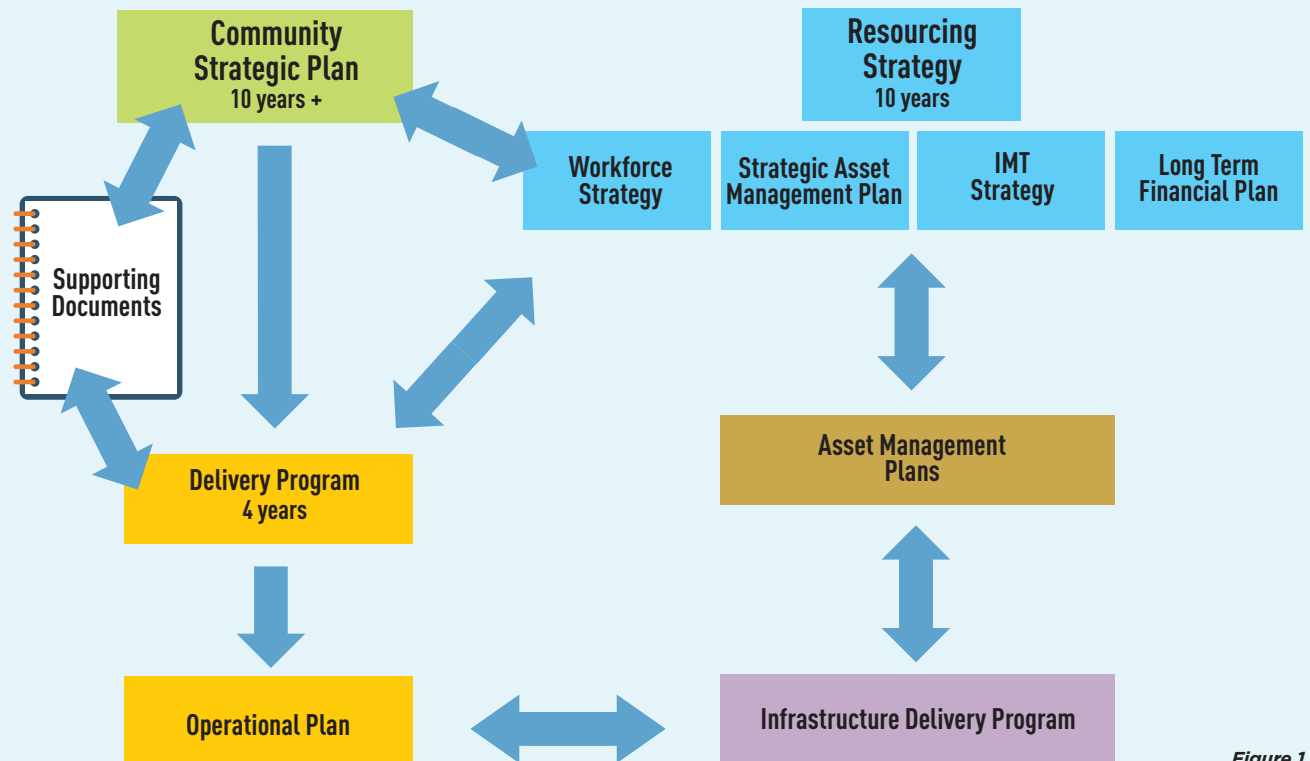 Community
Strategic Plan
10 years +
Resourcing
Strategy
10 years
Workforce
Strategy
Strategic Asset
Management Plan
IMT
Strategy
Long Term
Financial Plan
Supporting
Documents
Delivery Program
4 years
Asset Management
Plans
Operational Plan
Infrastructure Delivery Program
Figure 1